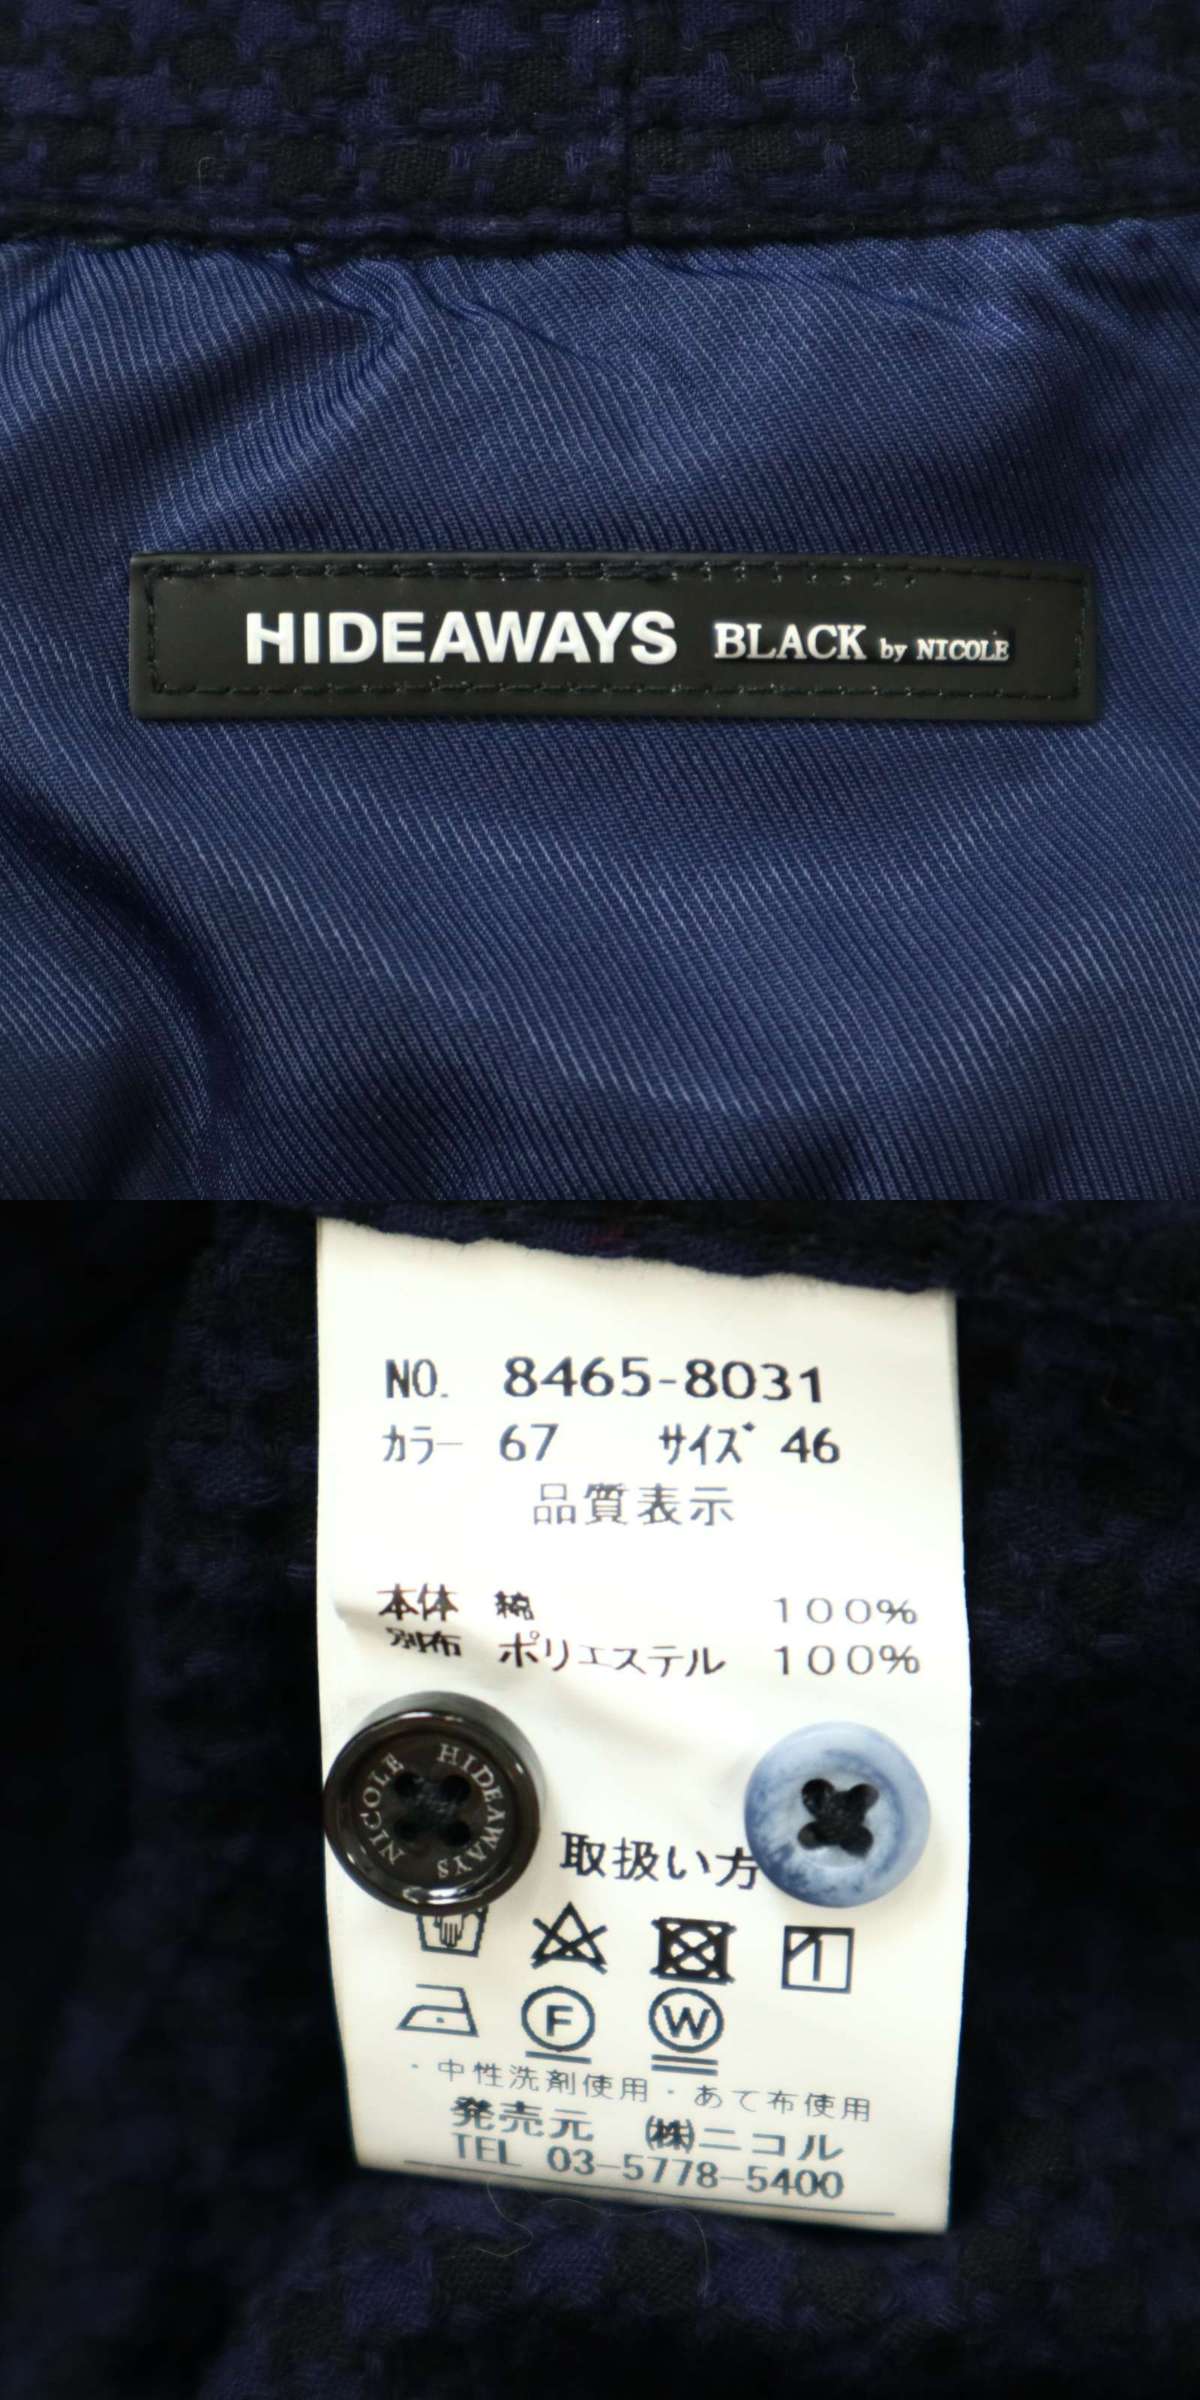 HIDEAWAYS BLACK by NICOLE
NO. 8465-8031
カラー 67 サイズ 46
品質表示
本体 綿 100%
別布 ポリエステル 100%
HIDEAWAYS NICOLE
取扱い方
F W
・中性洗剤使用・あて布使用
発売元 ㈱ニコル
TEL 03-5778-5400